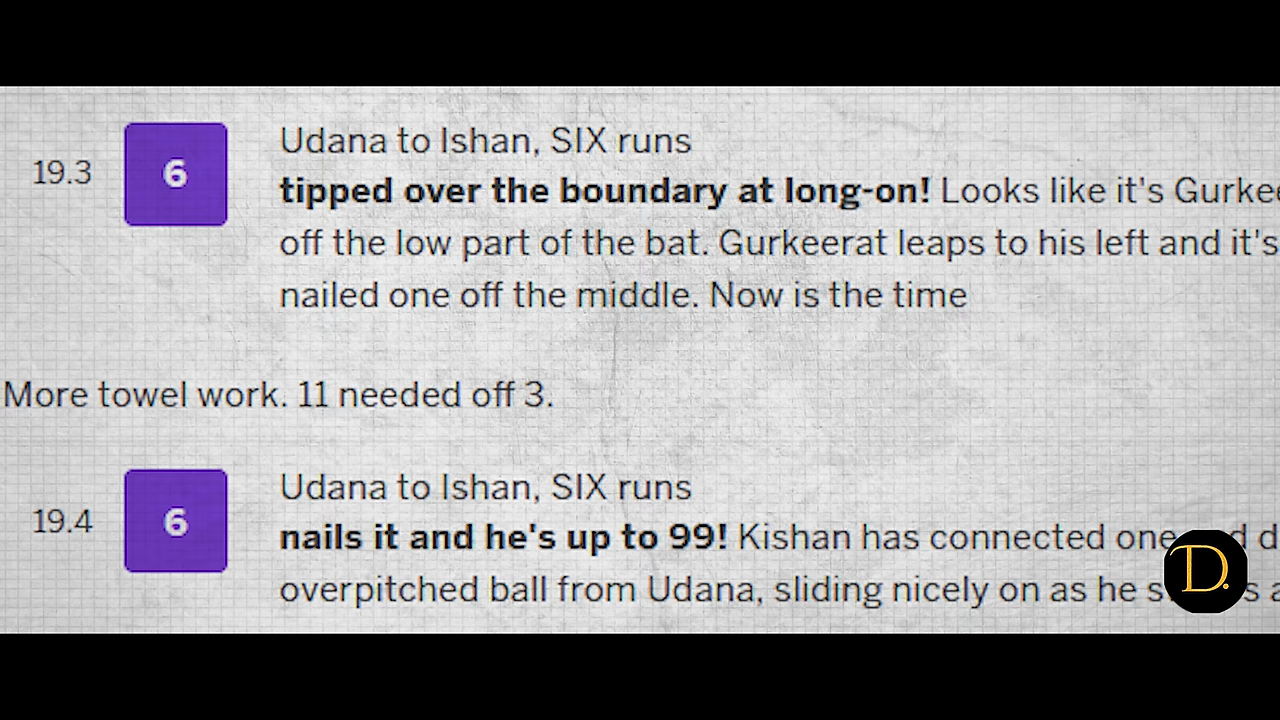 19.3
6
Udana to Ishan, SIX runs
tipped over the boundary at long-on! Looks like it's
off the low part of the bat. Gurkeerat leaps to his left and it's
nailed one off the middle. Now is the time
More towel work. 11 needed off 3.
19.4
6
Udana to Ishan, SIX runs
nails it and he's up to 99! Kishan has connected one
overpitched ball from Udana, sliding nicely on as he
D.